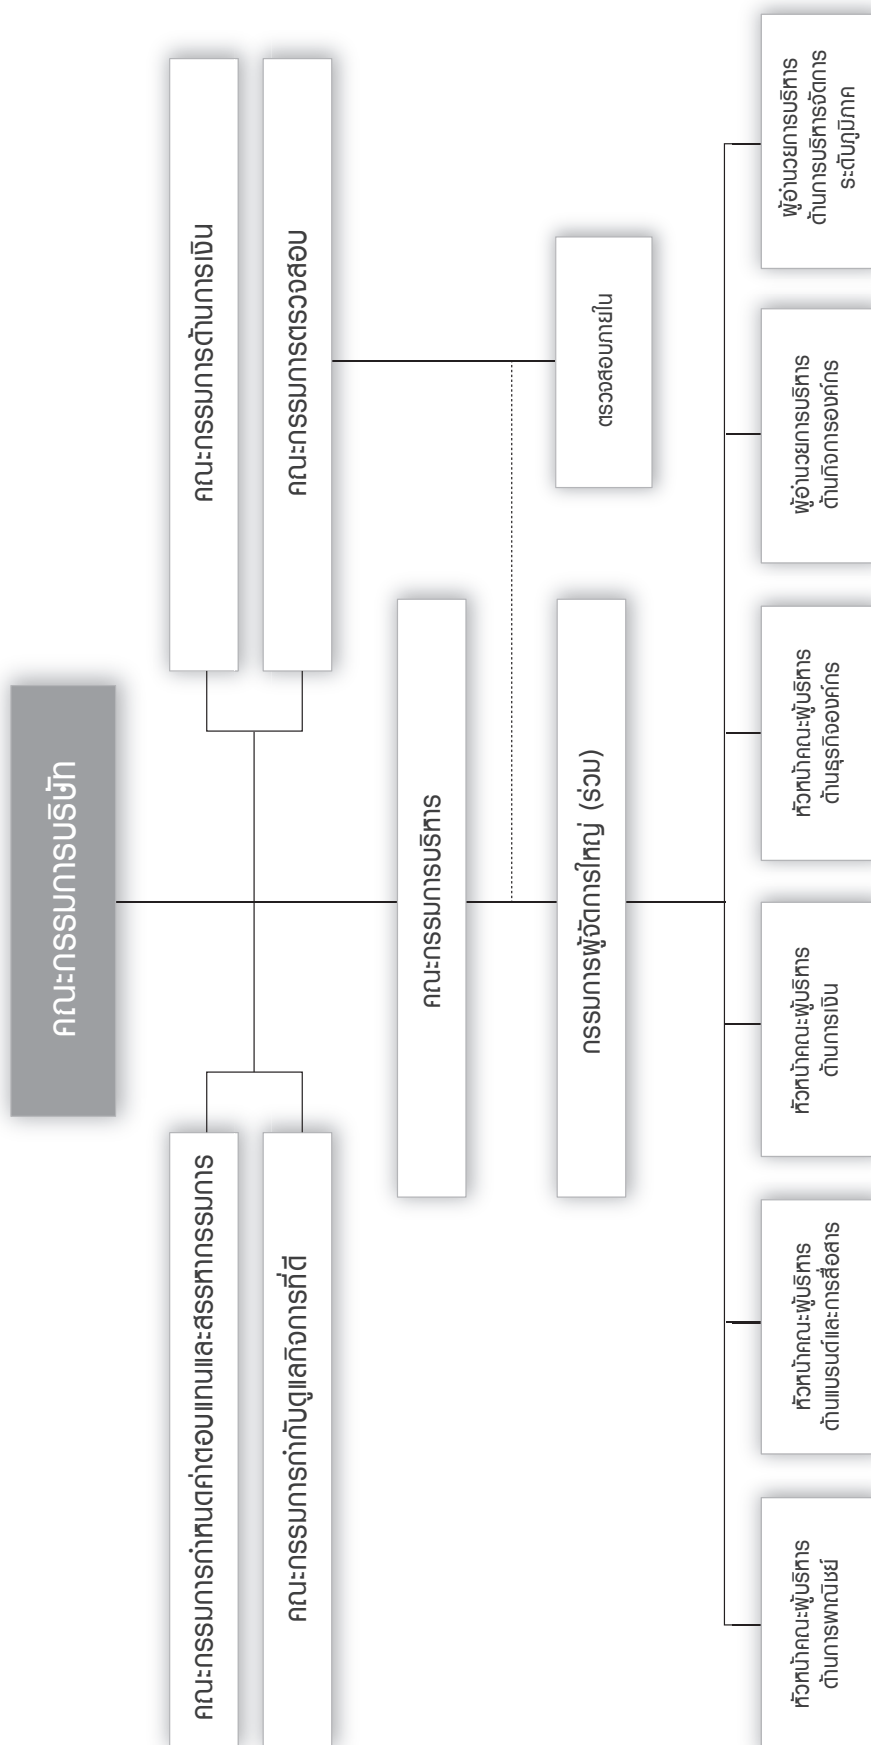 คณะกรรมการบริษัท
คณะกรรมการกำหนดค่าตอบแทนและสรรหากรรมการ
คณะกรรมการด้านการเงิน
คณะกรรมการกำกับดูแลกิจการที่ดี
คณะกรรมการตรวจสอบ
คณะกรรมการบริหาร
กรรมการผู้จัดการใหญ่ (ร่วม)
ตรวจสอบภายใน
หัวหน้าคณะผู้บริหาร
ด้านการพาณิชย์
หัวหน้าคณะผู้บริหาร
ด้านแบรนด์และการสื่อสาร
หัวหน้าคณะผู้บริหาร
ด้านการเงิน
หัวหน้าคณะผู้บริหาร
ด้านธุรกิจองค์กร
ผู้อำนวยการบริหาร
ด้านกิจการองค์กร
ผู้อำนวยการบริหาร
ด้านการบริหารจัดการ
ระดับภูมิภาค